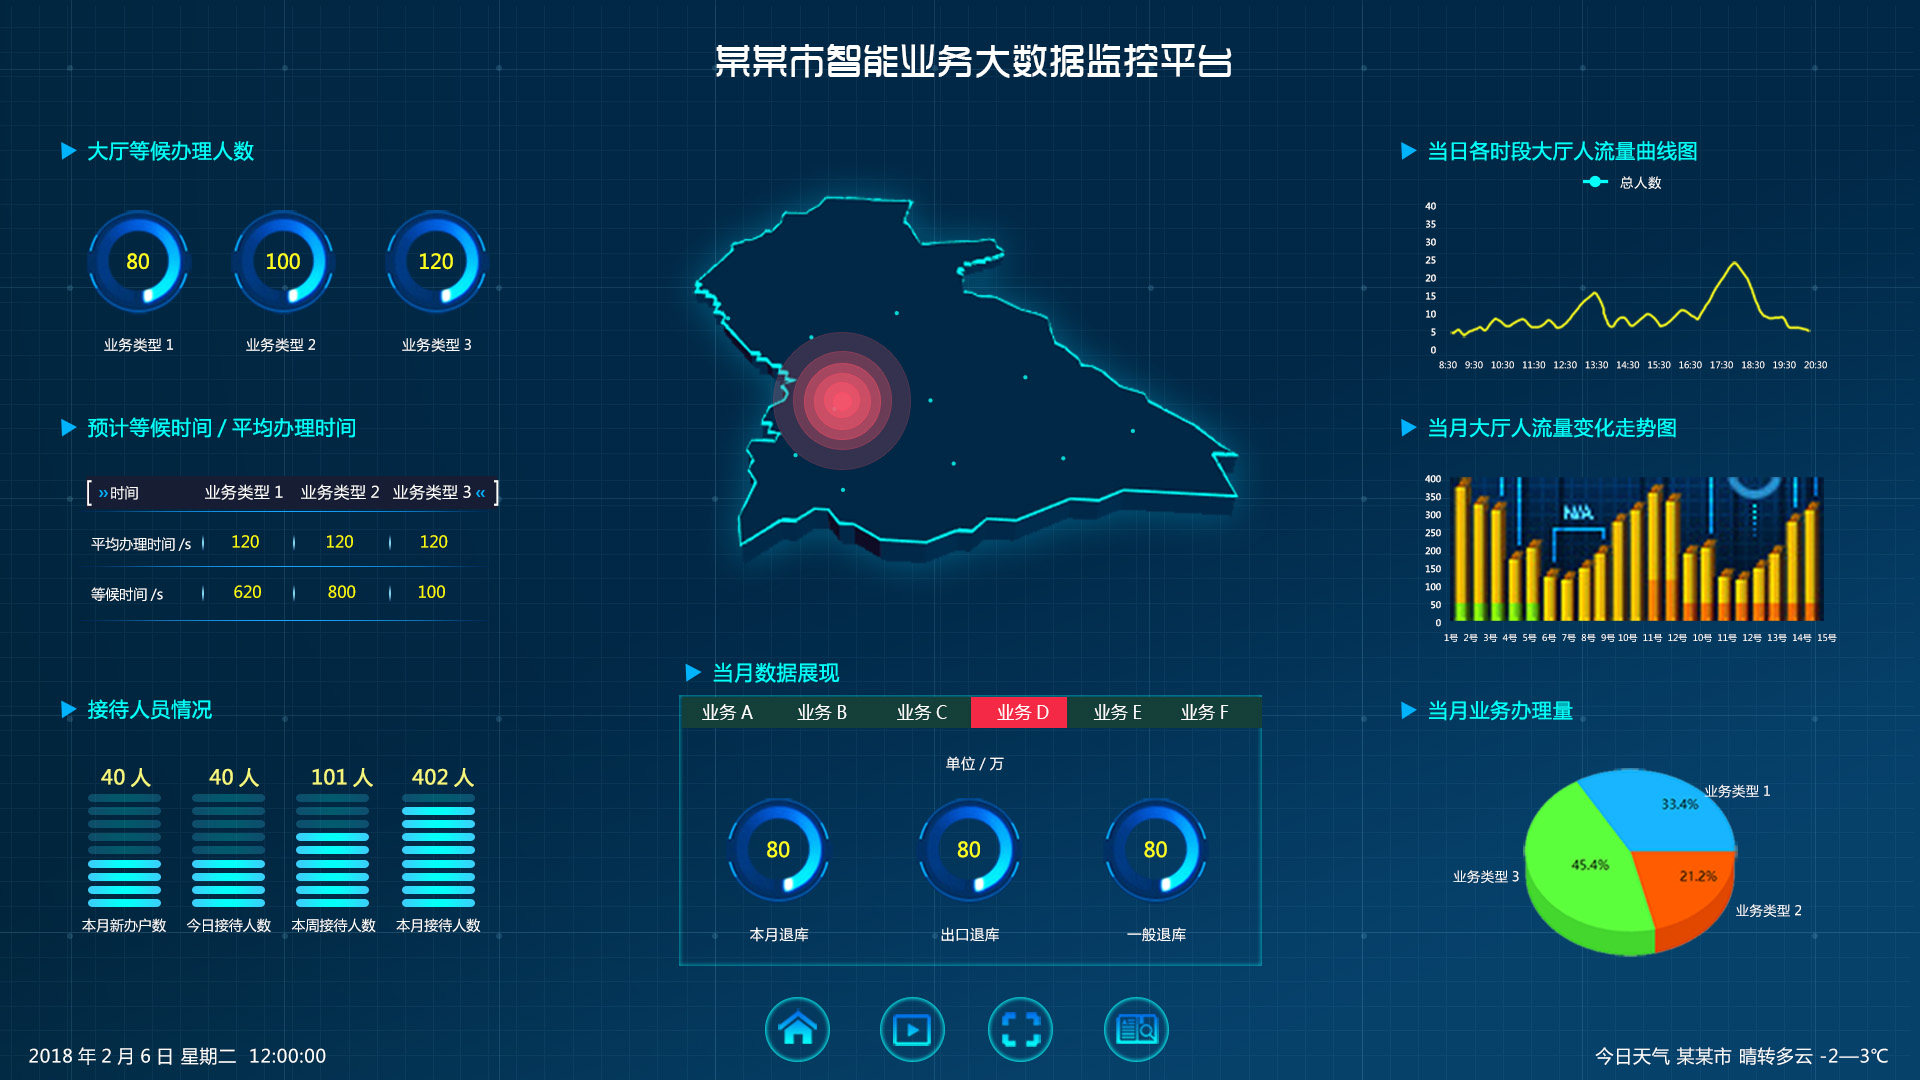 某某市智能业务大数据监控平台
大厅等候办理人数
80
100
120
业务类型 1
业务类型 2
业务类型 3
预计等候时间 / 平均办理时间
[ »时间 业务类型 1 业务类型 2 业务类型 3 « ]
平均办理时间 /s 120 120 120
等候时间 /s 620 800 100
接待人员情况
40 人
40 人
101 人
402 人
本月新办户数
今日接待人数
本周接待人数
本月接待人数
当月数据展现
业务 A 业务 B 业务 C 业务 D 业务 E 业务 F
单位 / 万
80
80
80
本月退库
出口退库
一般退库
当日各时段大厅人流量曲线图
总人数
40
35
30
25
20
15
10
5
0
8:30 9:30 10:30 11:30 12:30 13:30 14:30 15:30 16:30 17:30 18:30 19:30 20:30
当月大厅人流量变化走势图
400
350
300
250
200
150
100
50
0
N/A
1号 2号 3号 4号 5号 6号 7号 8号 9号 10号 11号 12号 10号 11号 12号 13号 14号 15号
当月业务办理量
业务类型 1
33.4%
45.4%
21.2%
业务类型 3
业务类型 2
2018 年 2 月 6 日 星期二 12:00:00
今日天气 某某市 晴转多云 -2—3℃